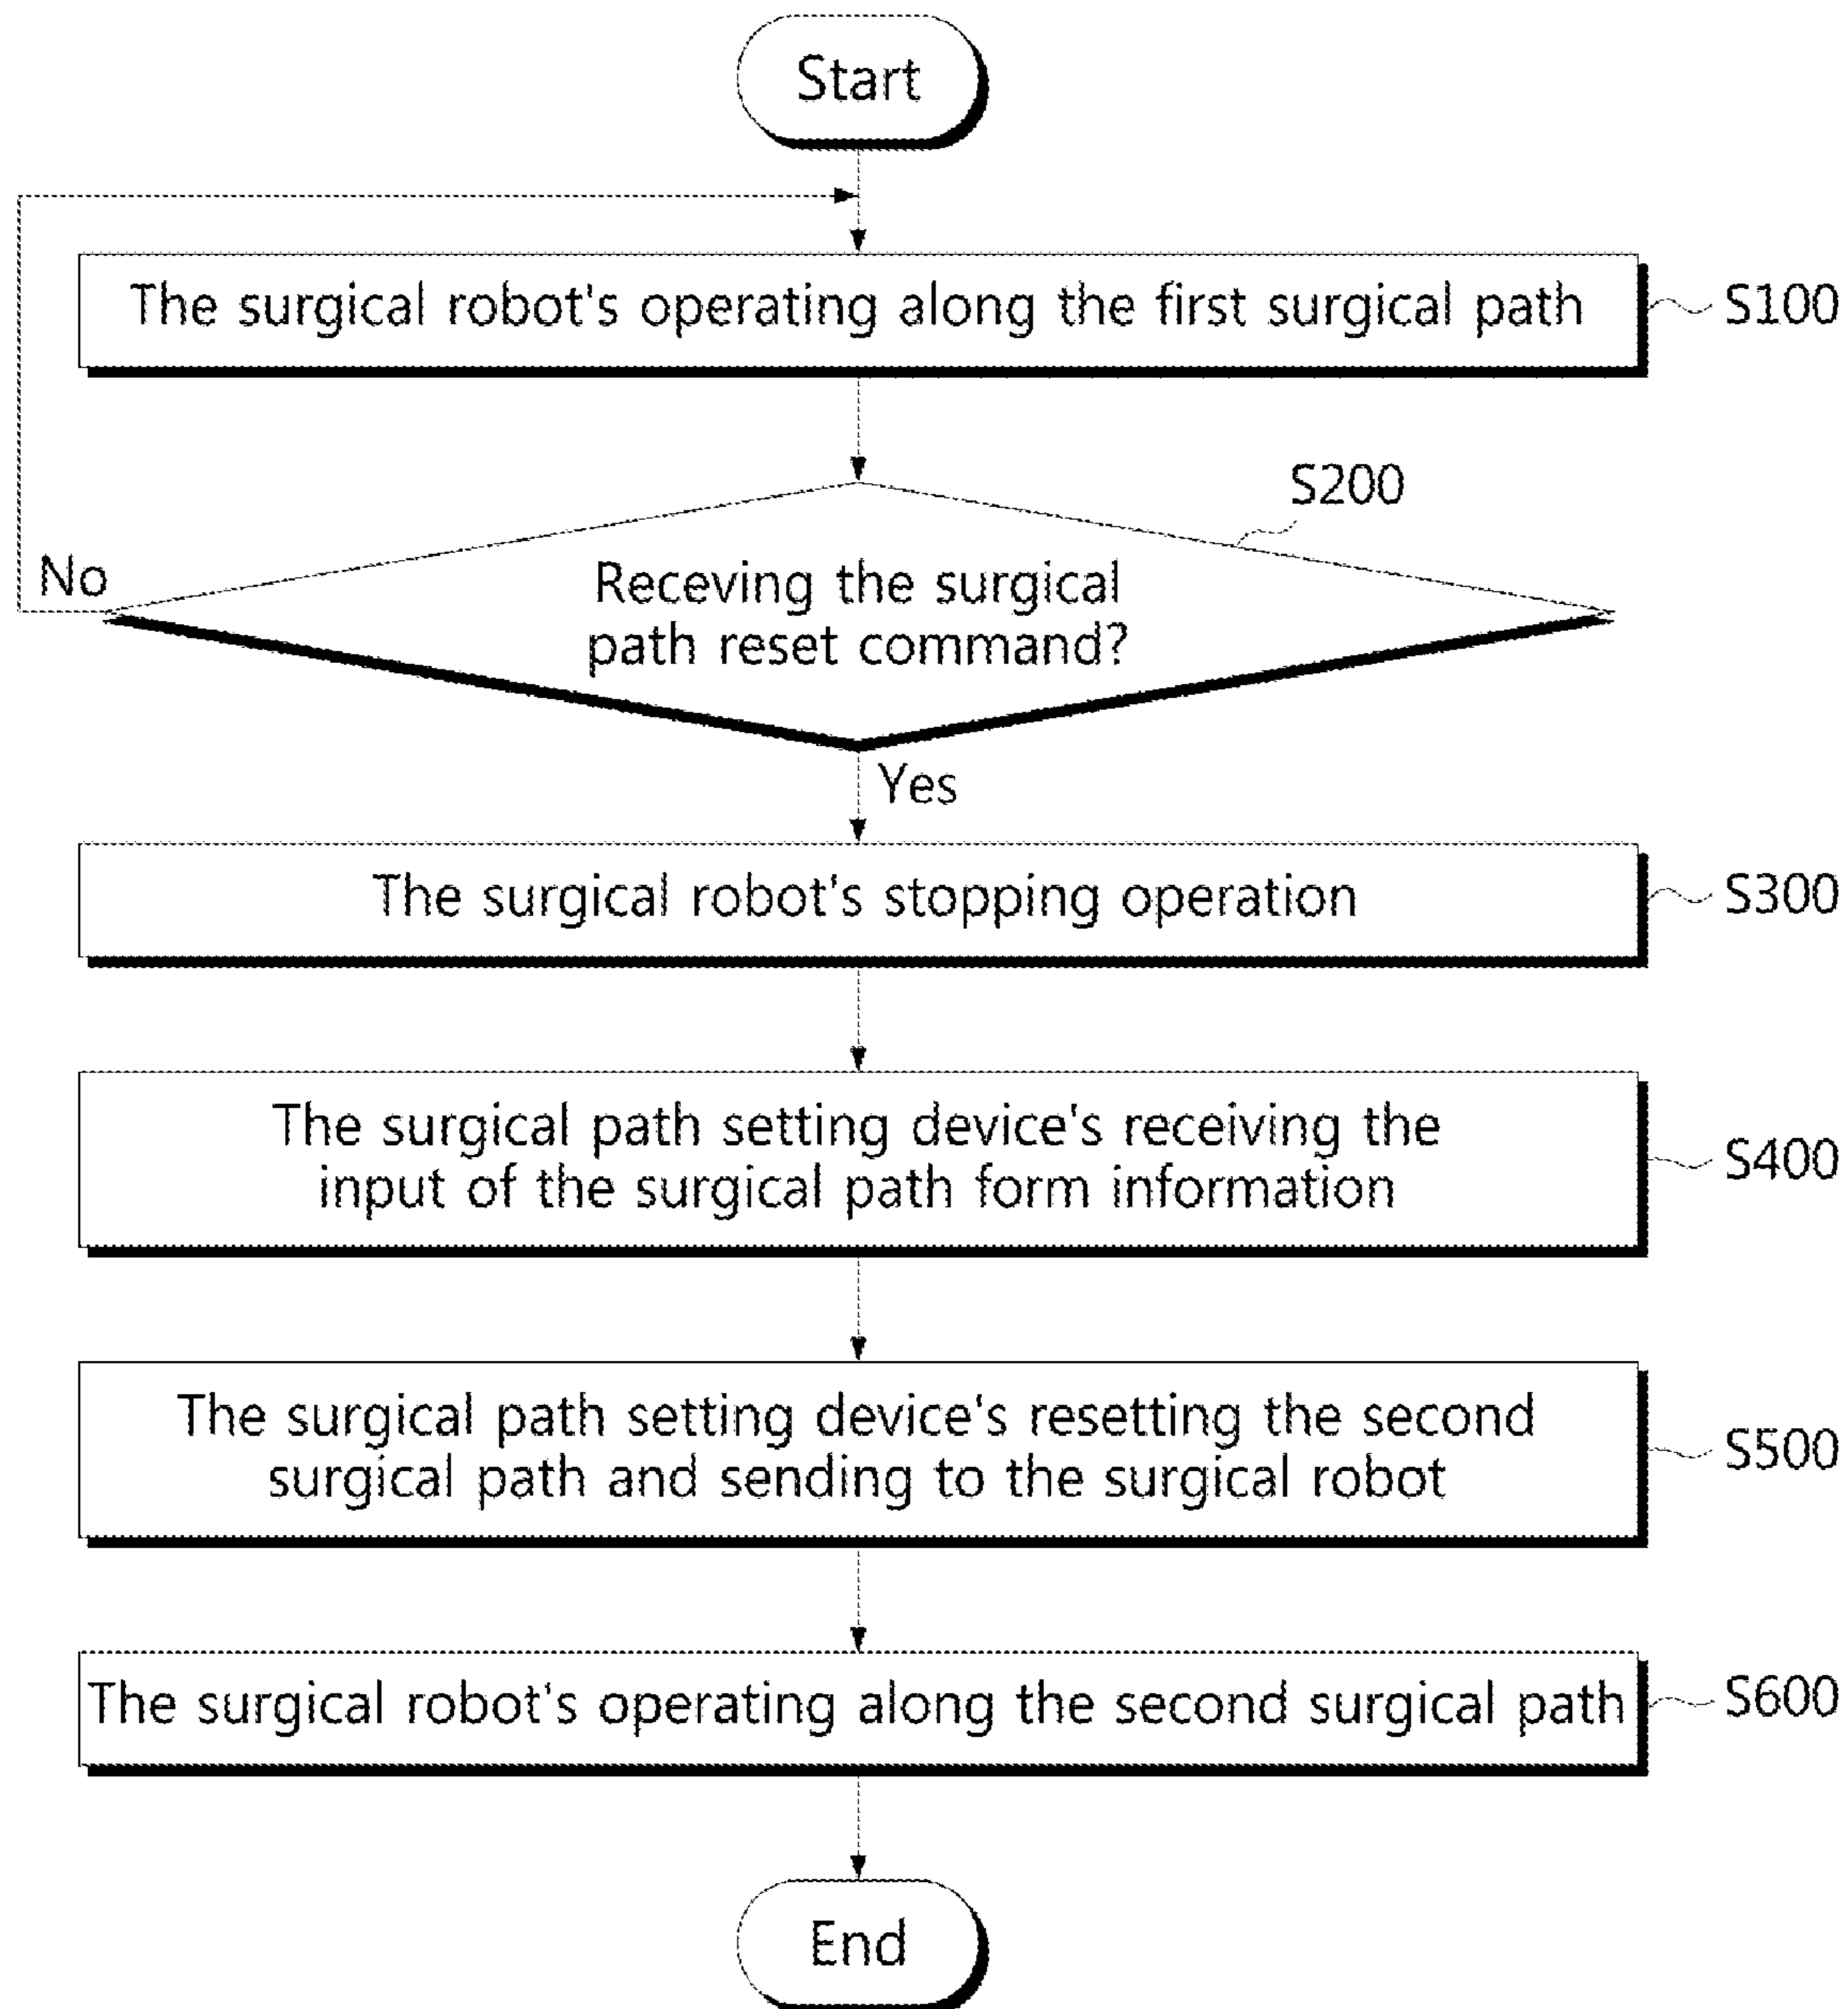 Start
The surgical robot's operating along the first surgical path
S100
S200
No
Receving the surgical
path reset command?
Yes
The surgical robot's stopping operation
S300
The surgical path setting device's receiving the
input of the surgical path form information
S400
The surgical path setting device's resetting the second
surgical path and sending to the surgical robot
S500
The surgical robot's operating along the second surgical path
S600
End